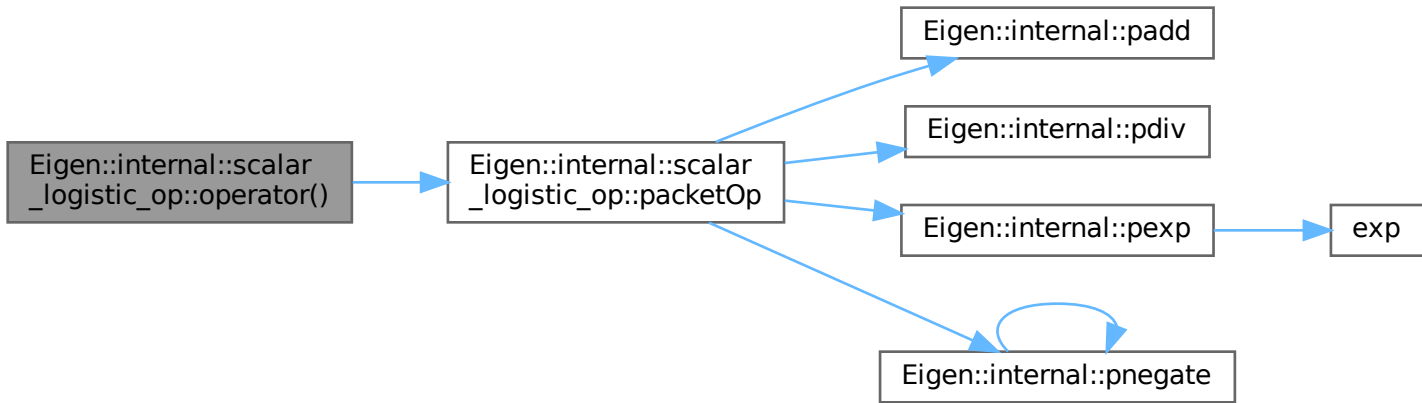 Eigen::internal::scalar
_logistic_op::operator()
Eigen::internal::scalar
_logistic_op::packetOp
Eigen::internal::padd
Eigen::internal::pdiv
Eigen::internal::pexp
exp
Eigen::internal::pnegate